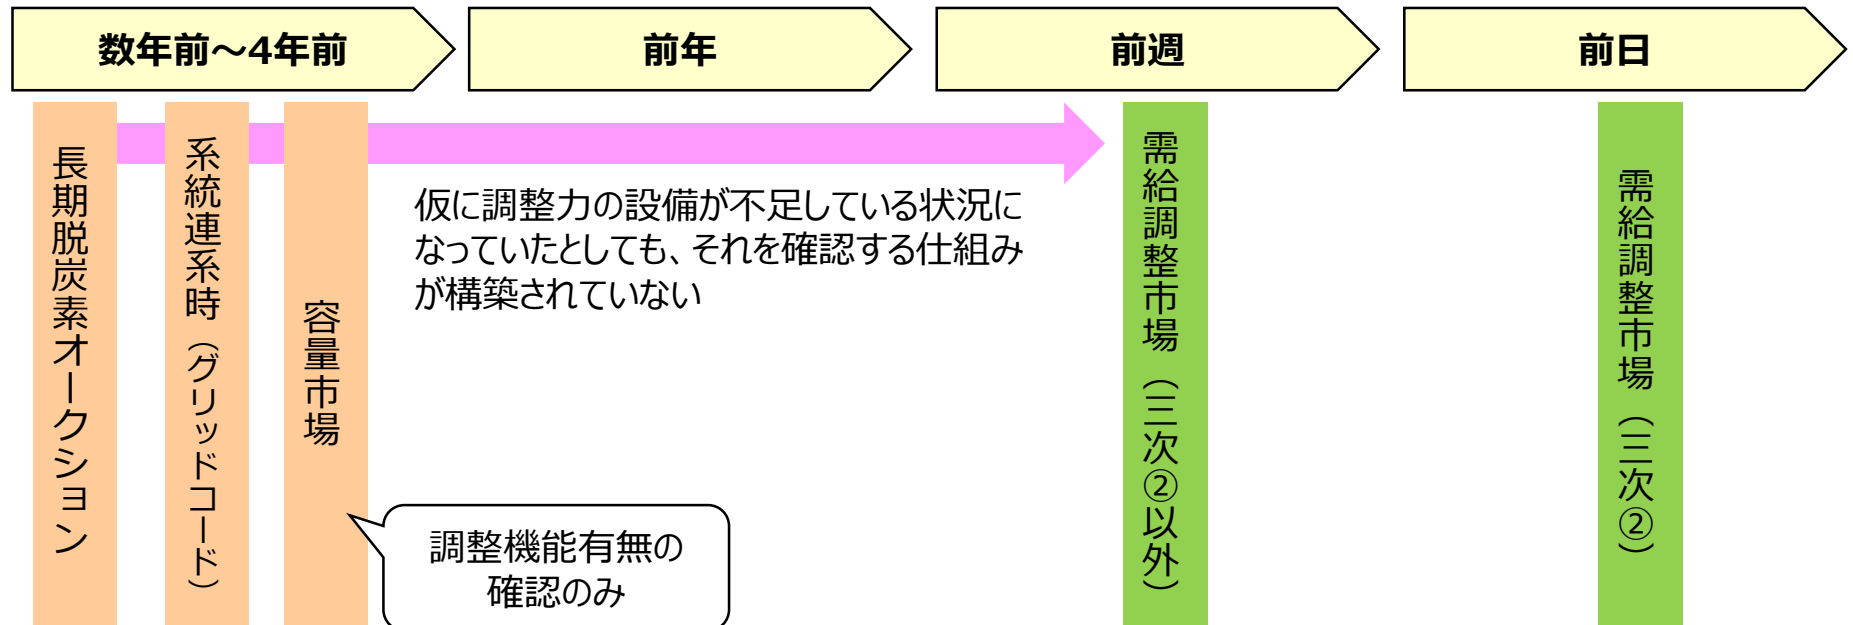 数年前～4年前
前年
前週
前日
長期脱炭素オークション
系統連系時（グリッドコード）
容量市場
仮に調整力の設備が不足している状況に
なっていたとしても、それを確認する仕組み
が構築されていない
調整機能有無の
確認のみ
需給調整市場（三次②以外）
需給調整市場（三次②）